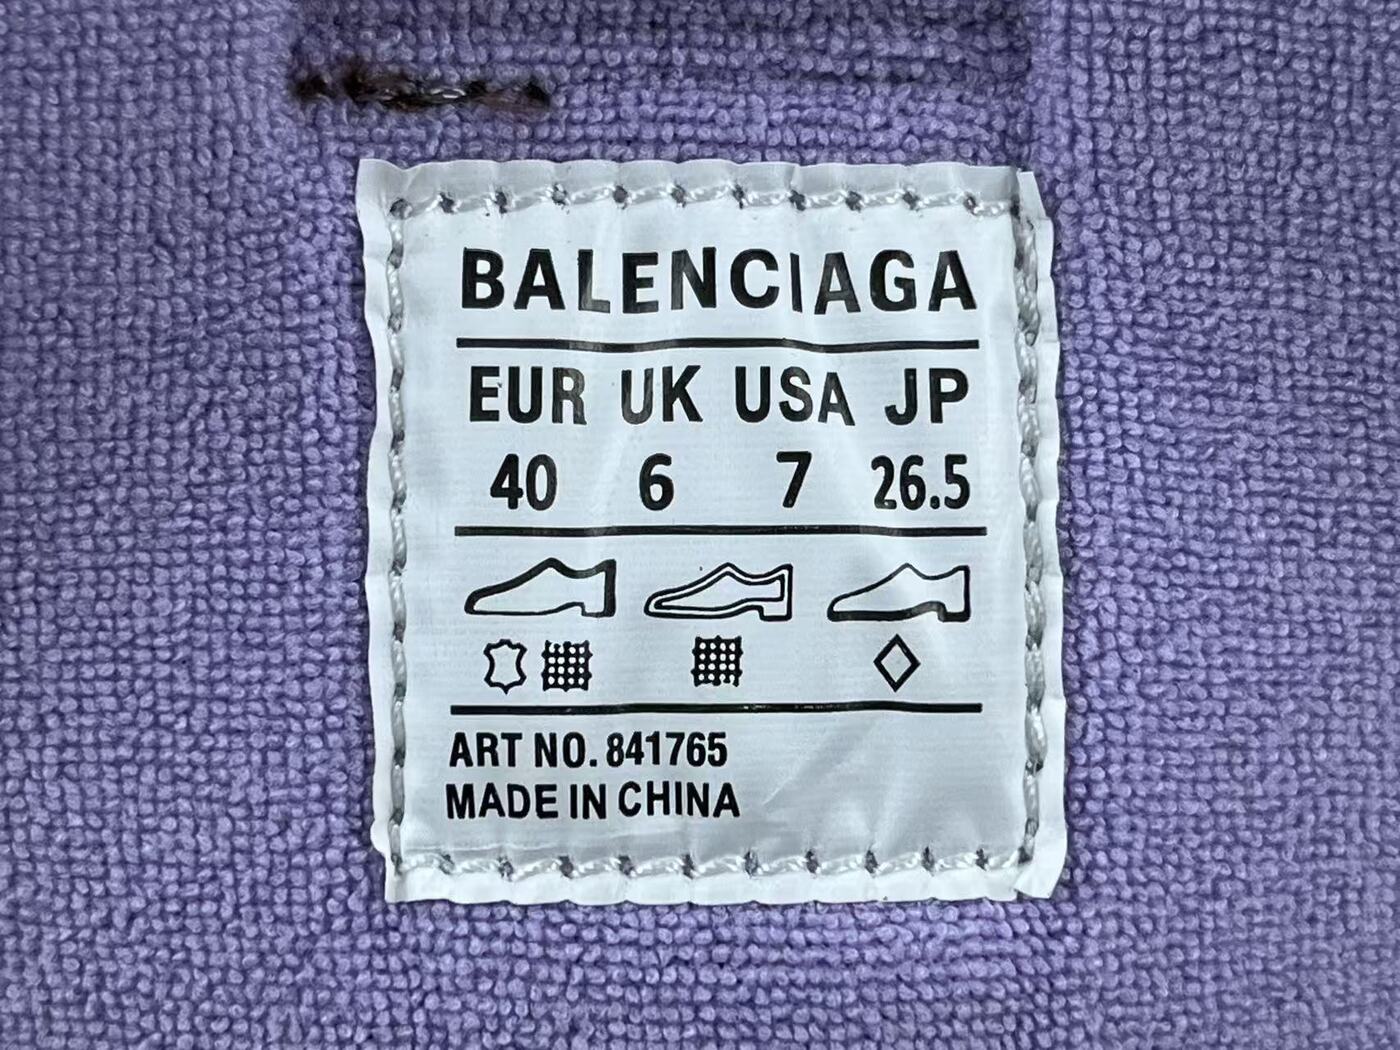 BALENCIAGA
EUR UK USA JP
40 6 7 26.5
ART NO. 841765
MADE IN CHINA